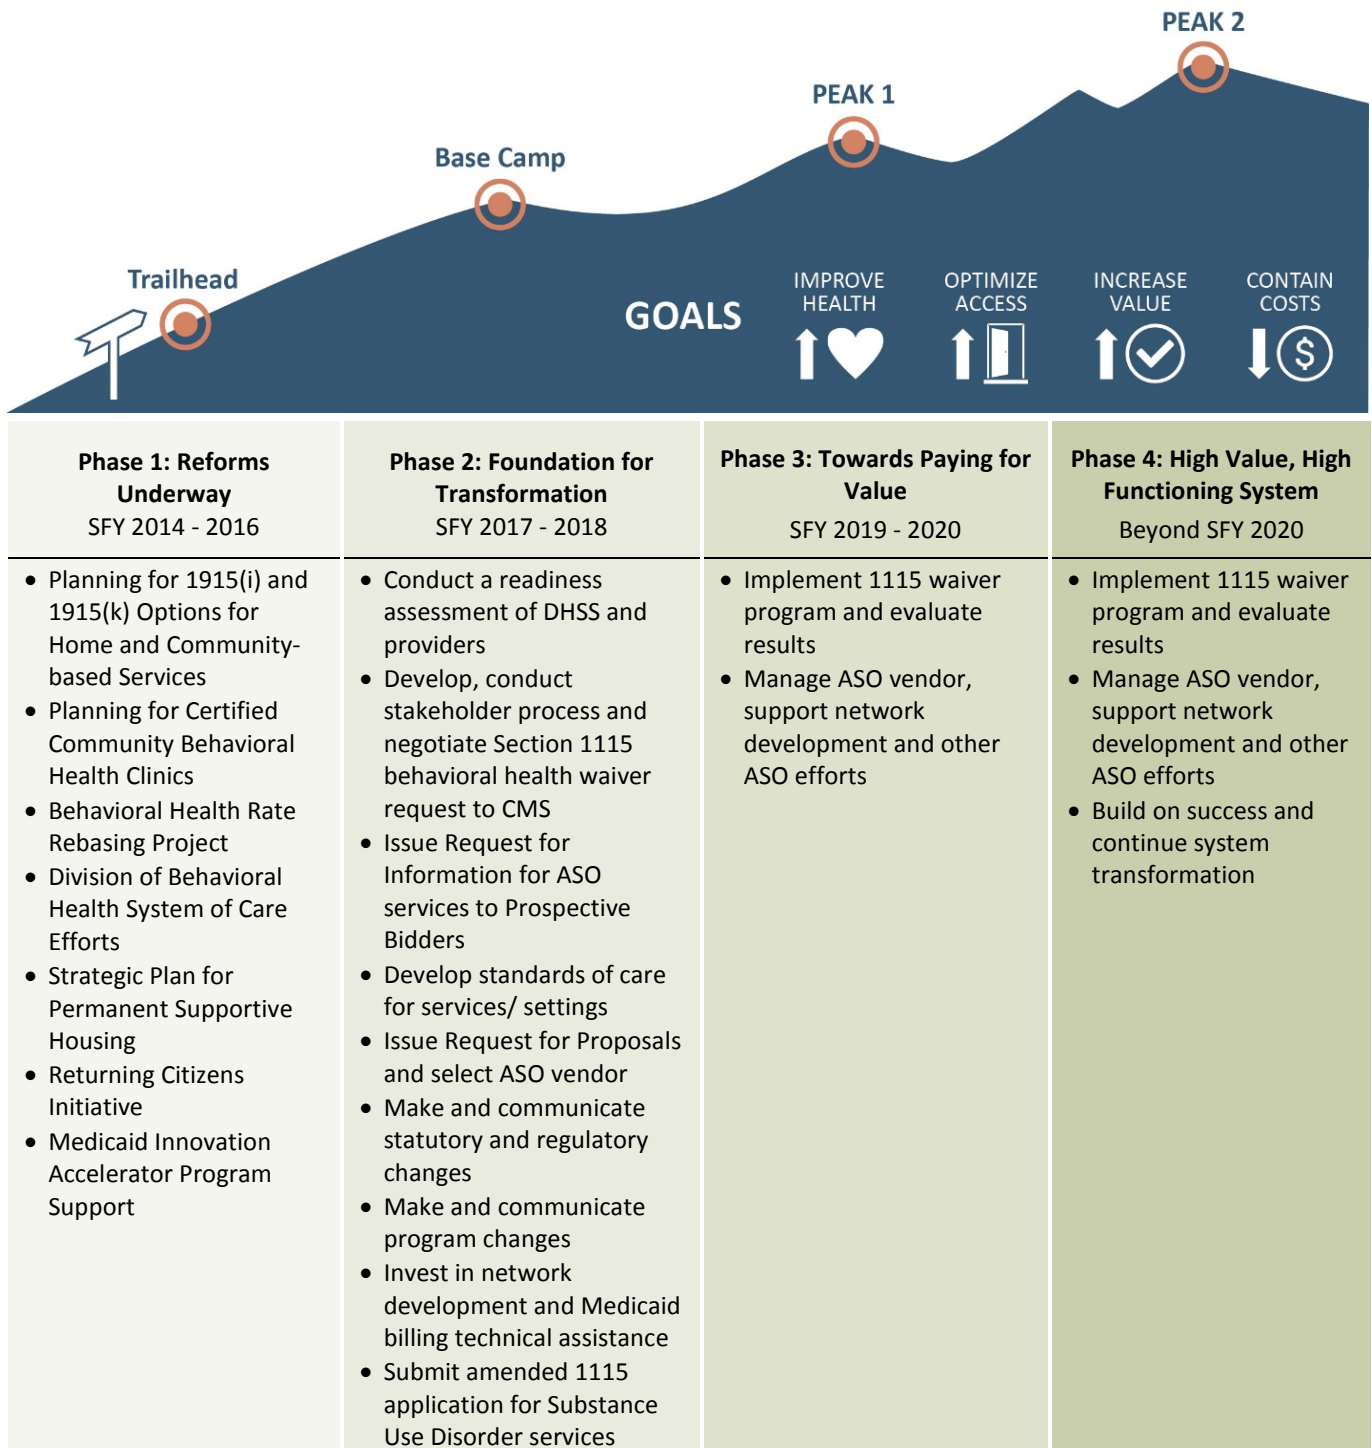 PEAK 2
PEAK 1
Base Camp
Trailhead
GOALS
IMPROVE
HEALTH
OPTIMIZE
ACCESS
INCREASE
VALUE
CONTAIN
COSTS
$
Phase 1: Reforms
Underway
SFY 2014 - 2016
• Planning for 1915(i) and
1915(k) Options for
Home and Community-
based Services
• Planning for Certified
Community Behavioral
Health Clinics
• Behavioral Health Rate
Rebasing Project
• Division of Behavioral
Health System of Care
Efforts
• Strategic Plan for
Permanent Supportive
Housing
• Returning Citizens
Initiative
• Medicaid Innovation
Accelerator Program
Support
Phase 2: Foundation for
Transformation
SFY 2017 - 2018
• Conduct a readiness
assessment of DHSS and
providers
• Develop, conduct
stakeholder process and
negotiate Section 1115
behavioral health waiver
request to CMS
• Issue Request for
Information for ASO
services to Prospective
Bidders
• Develop standards of care
for services/ settings
• Issue Request for Proposals
and select ASO vendor
• Make and communicate
statutory and regulatory
changes
• Make and communicate
program changes
• Invest in network
development and Medicaid
billing technical assistance
• Submit amended 1115
application for Substance
Use Disorder services
Phase 3: Towards Paying for
Value
SFY 2019 - 2020
• Implement 1115 waiver
program and evaluate
results
• Manage ASO vendor,
support network
development and other
ASO efforts
Phase 4: High Value, High
Functioning System
Beyond SFY 2020
• Implement 1115 waiver
program and evaluate
results
• Manage ASO vendor,
support network
development and other
ASO efforts
• Build on success and
continue system
transformation